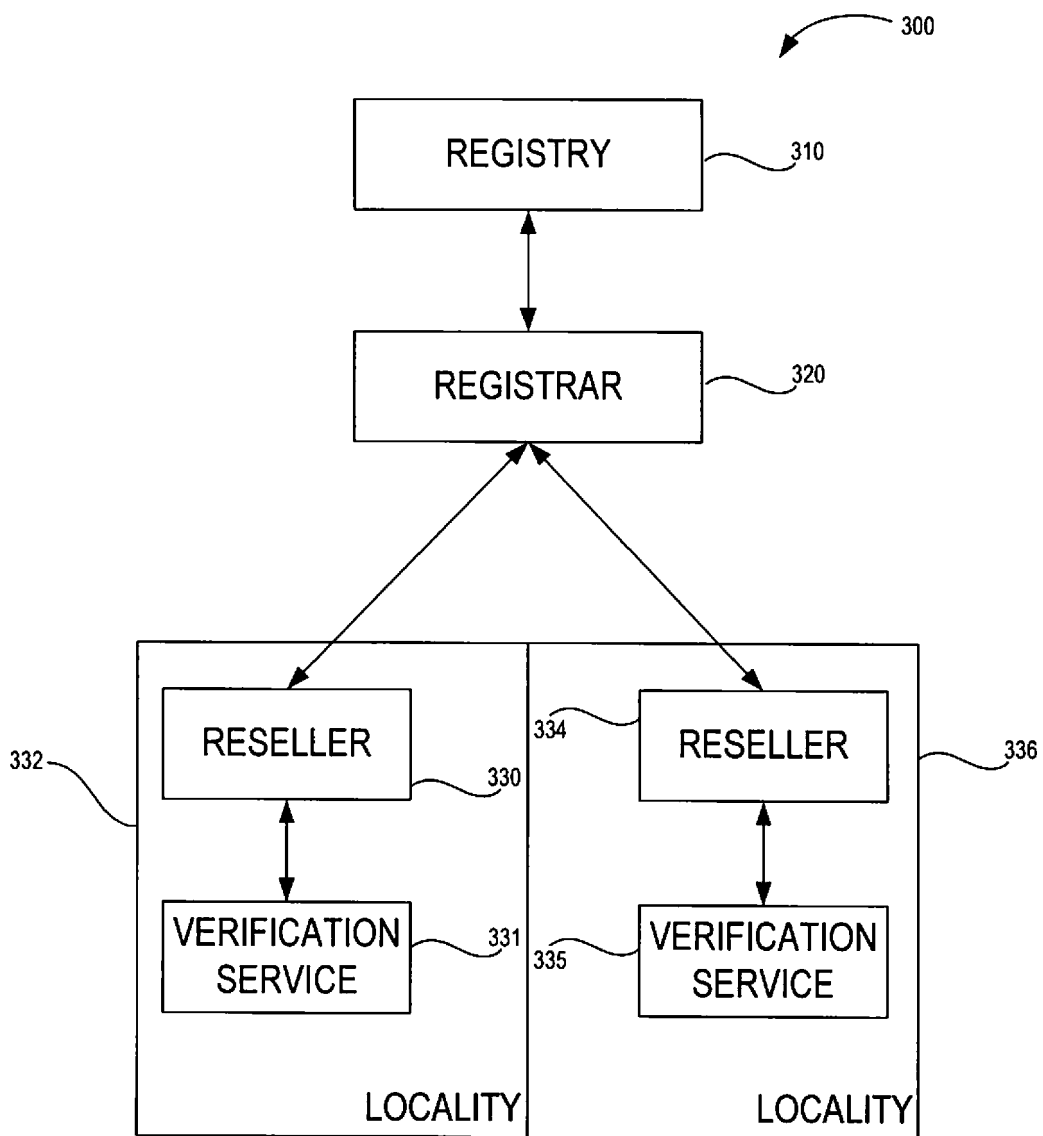 300
REGISTRY
310
REGISTRAR
320
RESELLER
330
332
334
RESELLER
336
VERIFICATION
SERVICE
331
335
VERIFICATION
SERVICE
LOCALITY
LOCALITY